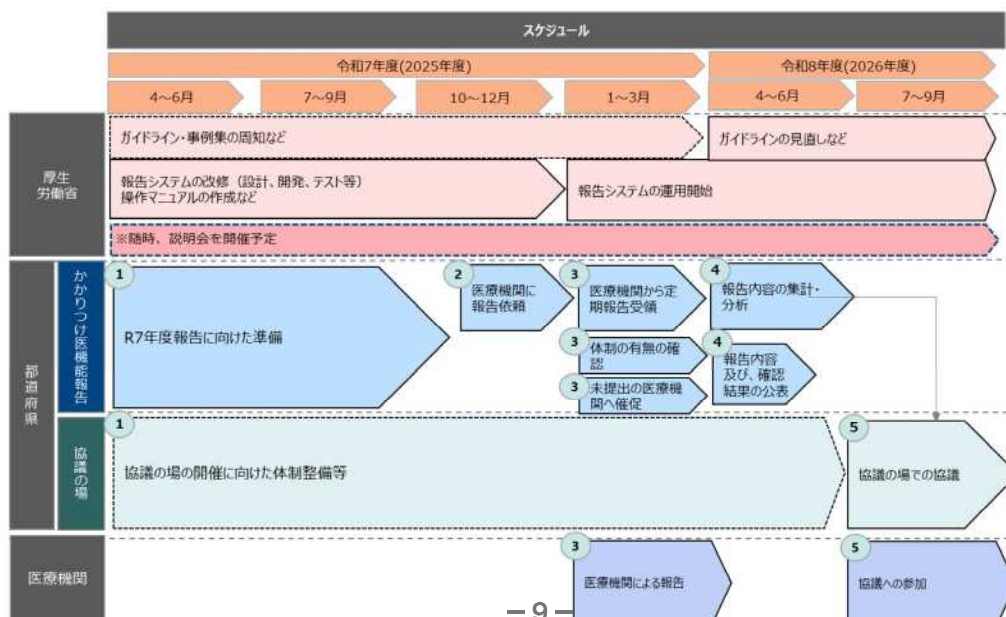 スケジュール
令和7年度(2025年度)
令和8年度(2026年度)
4～6月
7～9月
10～12月
1～3月
4～6月
7～9月
厚生
労働省
ガイドライン・事例集の周知など
ガイドラインの見直しなど
報告システムの改修（設計、開発、テスト等）
操作マニュアルの作成など
報告システムの運用開始
※随時、説明会を開催予定
都道府県
かかりつけ医機能報告
1
R7年度報告に向けた準備
2
医療機関に
報告依頼
3
医療機関から定
期報告受領
4
報告内容の集計・
分析
3
体制の有無の確
認
4
報告内容
及び、確認
結果の公表
3
未提出の医療機
関へ催促
協議の場
1
協議の場の開催に向けた体制整備等
5
協議の場での協議
医療機関
3
医療機関による報告
5
協議への参加
－9－